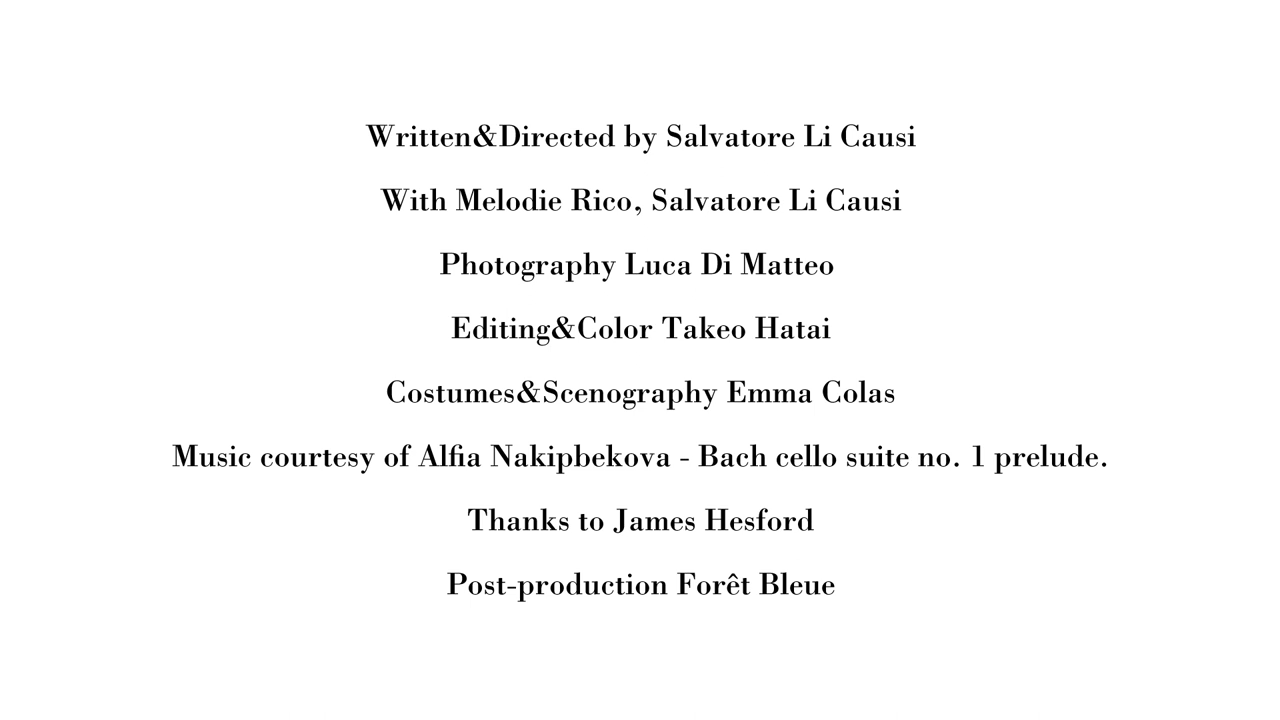 Written&Directed by Salvatore Li Causi
With Melodie Rico, Salvatore Li Causi
Photography Luca Di Matteo
Editing&Color Takeo Hatai
Costumes&Scenography Emma Colas
Music courtesy of Alfia Nakipbekova - Bach cello suite no. 1 prelude.
Thanks to James Hesford
Post-production Forêt Bleue